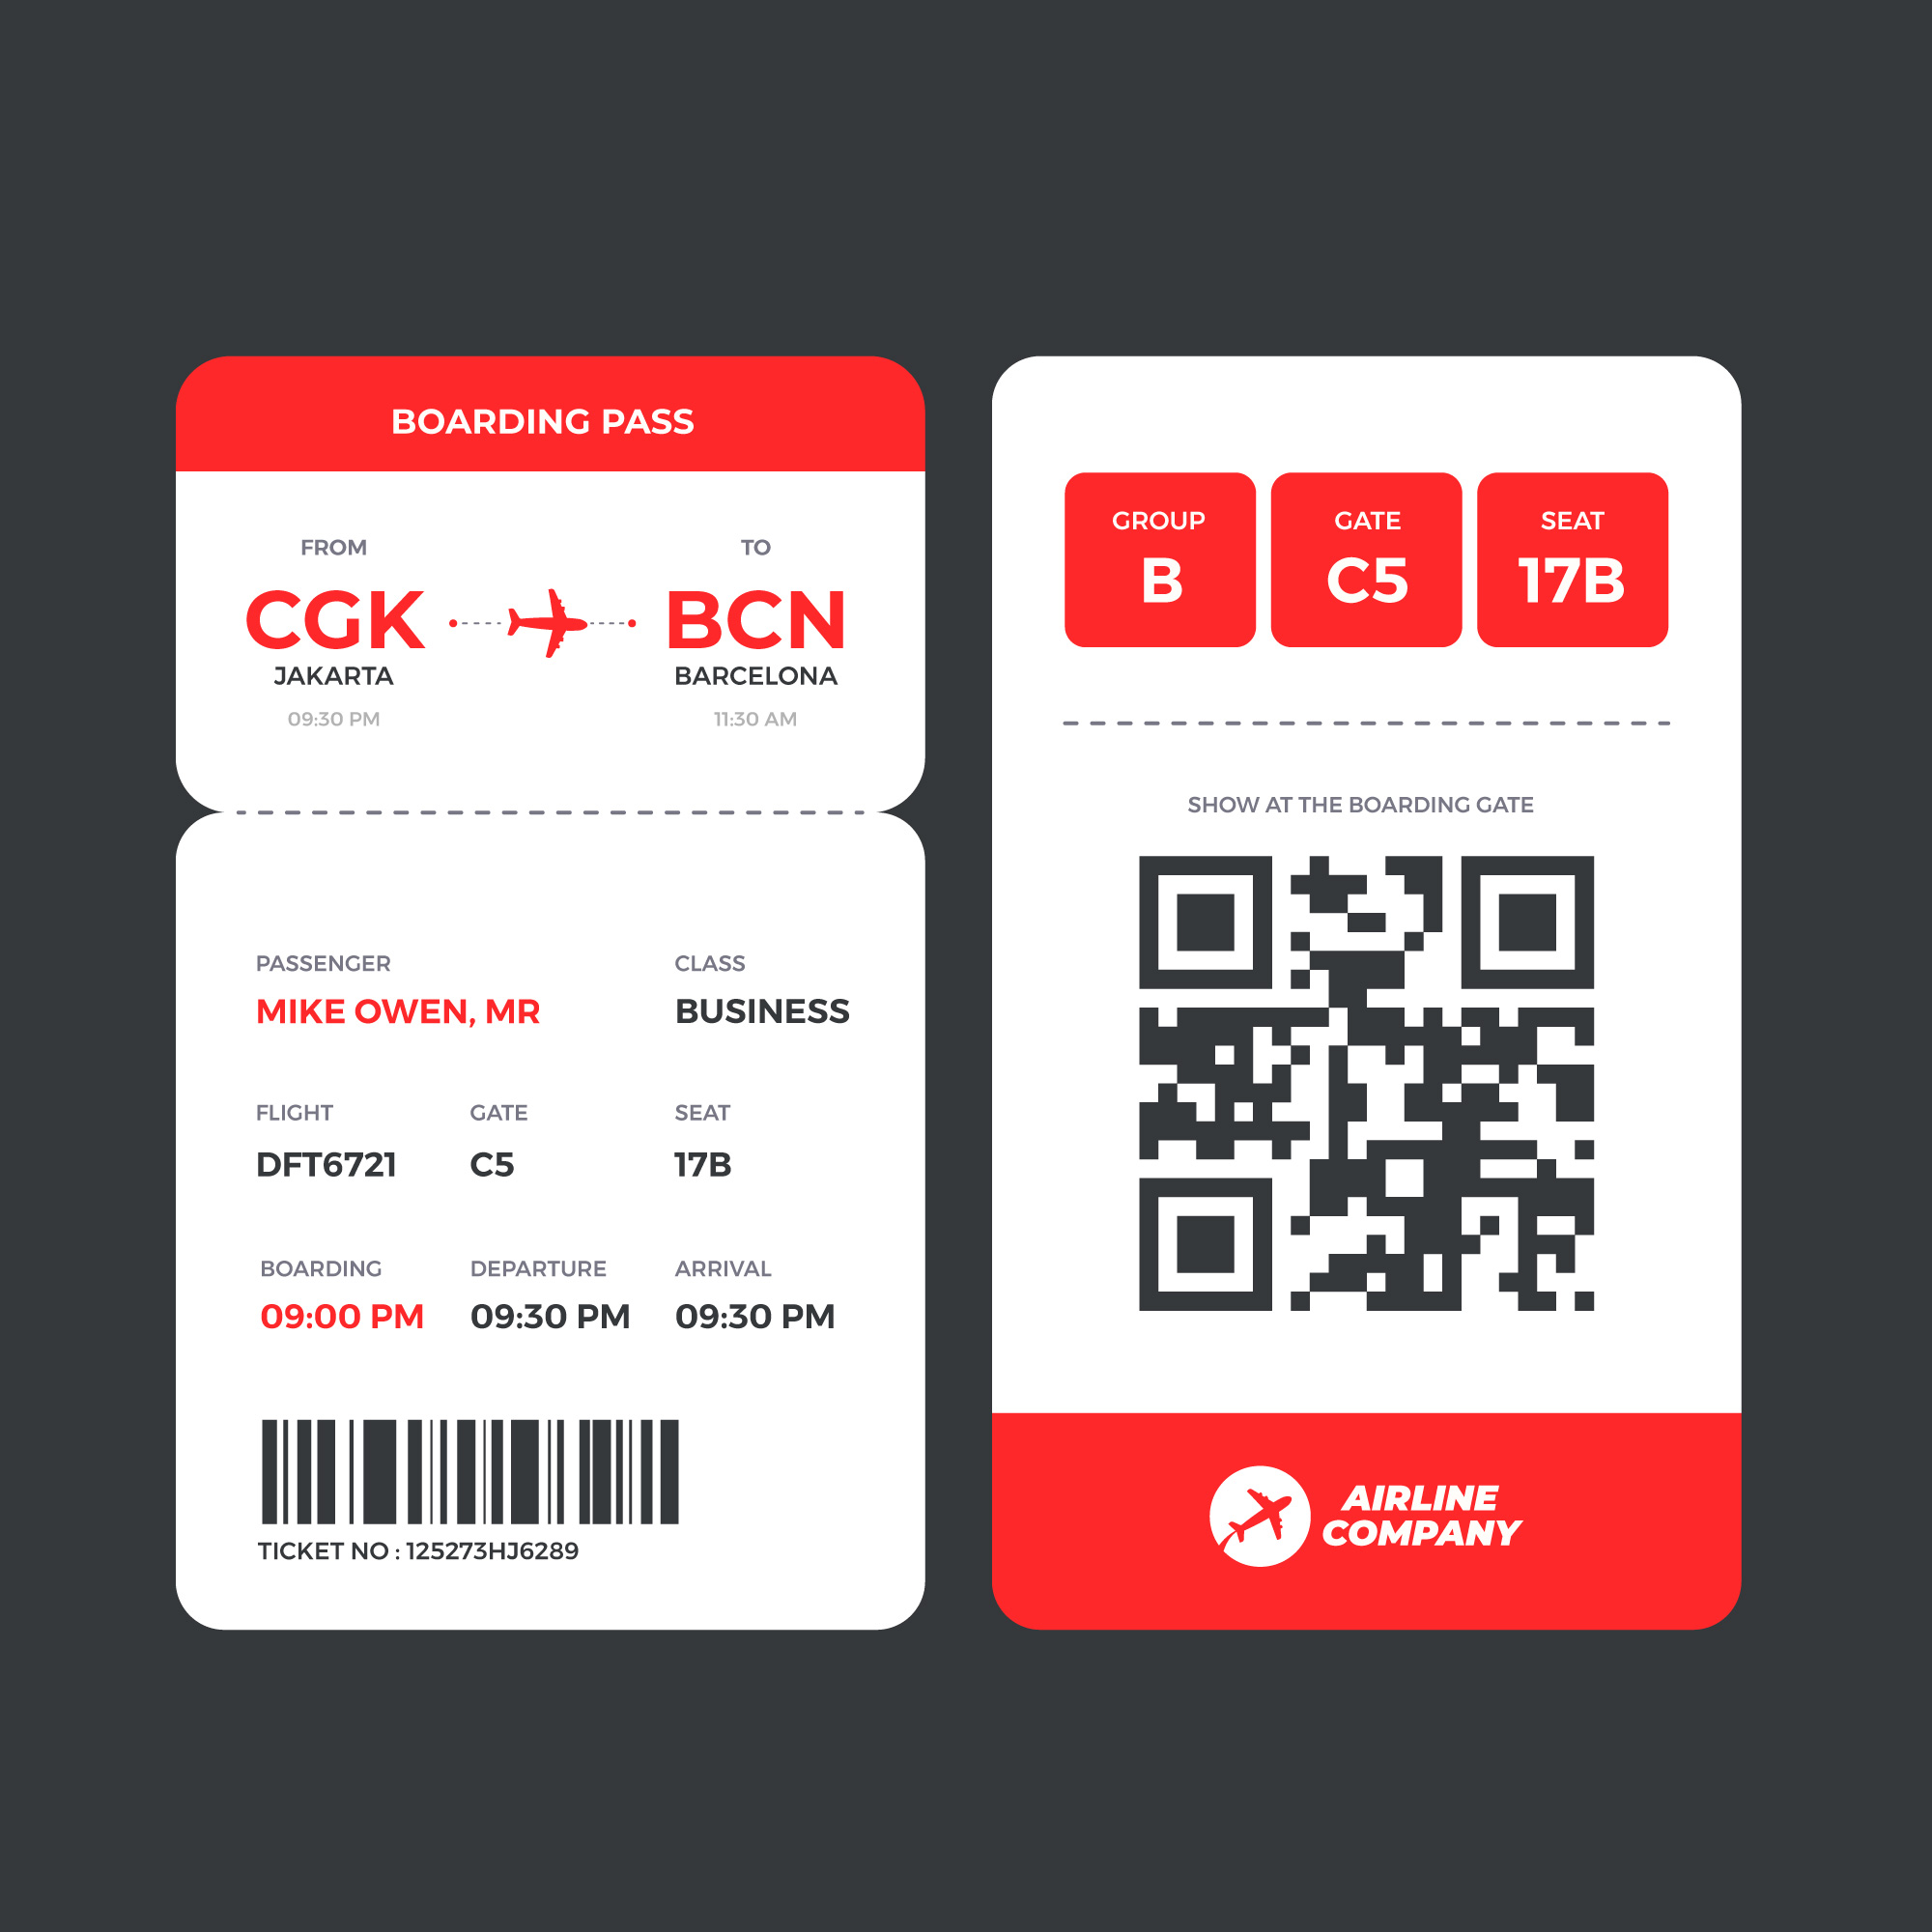 BOARDING PASS
FROM
TO
CGK
BCN
JAKARTA
BARCELONA
09:30 PM
11:30 AM
PASSENGER
CLASS
MIKE OWEN, MR
BUSINESS
FLIGHT
GATE
SEAT
DFT6721
C5
17B
BOARDING
DEPARTURE
ARRIVAL
09:00 PM
09:30 PM
09:30 PM
TICKET NO : 125273HJ6289
GROUP
GATE
SEAT
B
C5
17B
SHOW AT THE BOARDING GATE
AIRLINE
COMPANY